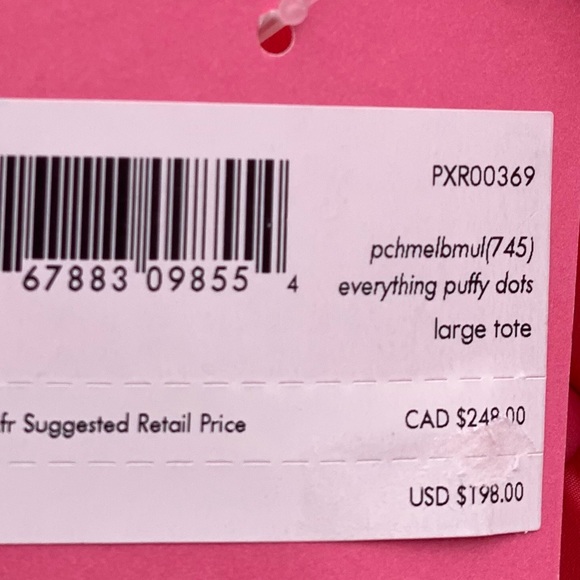 PXR00369
67883 09855 4
pchmelbmul(745)
everything puffy dots
large tote
fr Suggested Retail Price
CAD $248.00
USD $198.00